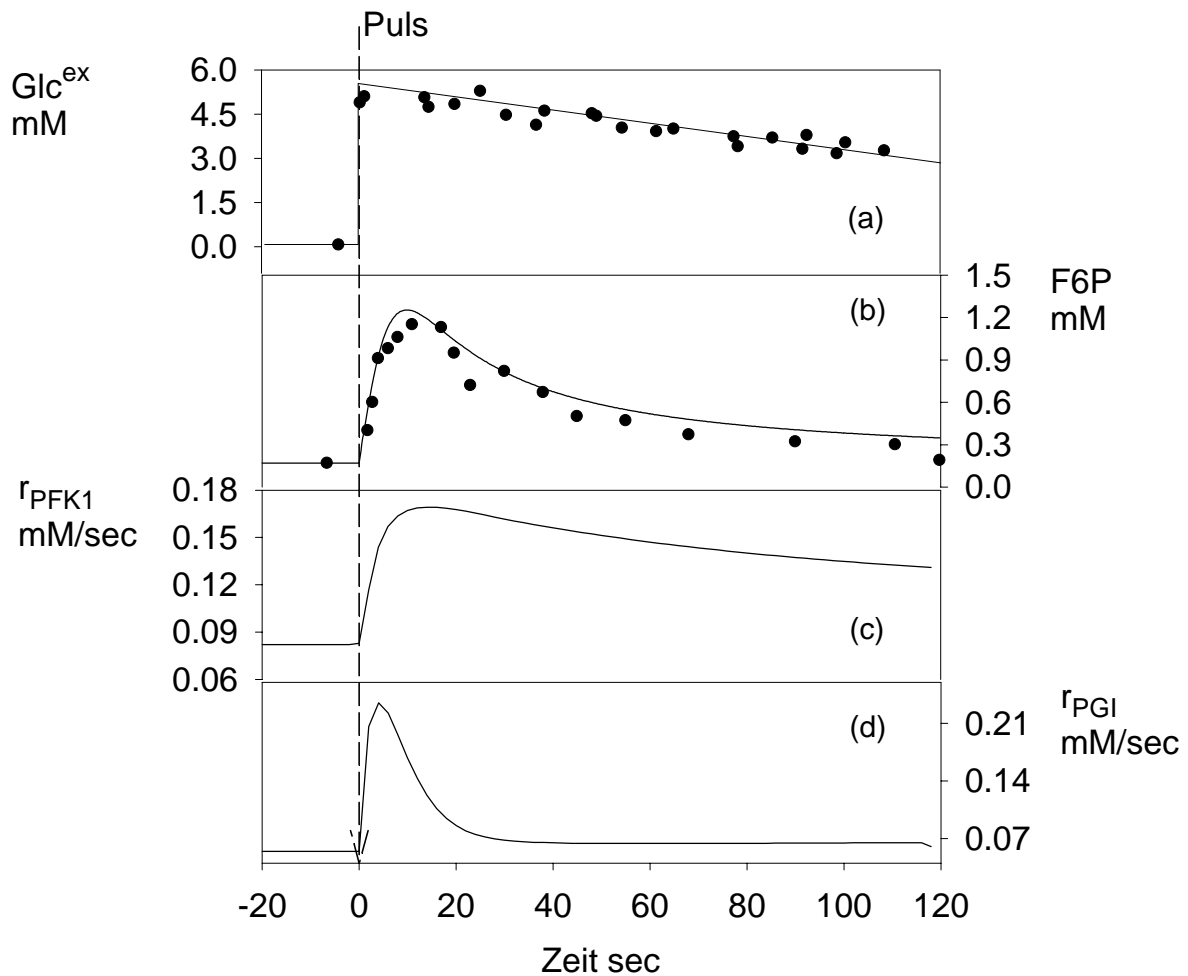 Puls
Glc^ex
mM
6.0
4.5
3.0
1.5
0.0
(a)
1.5
1.2
0.9
0.6
0.3
0.0
F6P
mM
(b)
r_PFK1
mM/sec
0.18
0.15
0.12
0.09
0.06
(c)
0.21
0.14
0.07
r_PGI
mM/sec
(d)
-20 0 20 40 60 80 100 120
Zeit sec